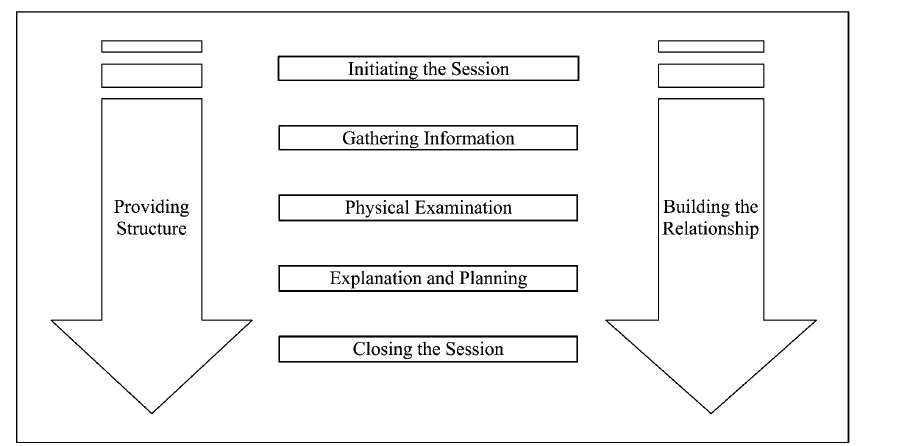 Initiating the Session
Gathering Information
Providing
Structure
Physical Examination
Building the
Relationship
Explanation and Planning
Closing the Session